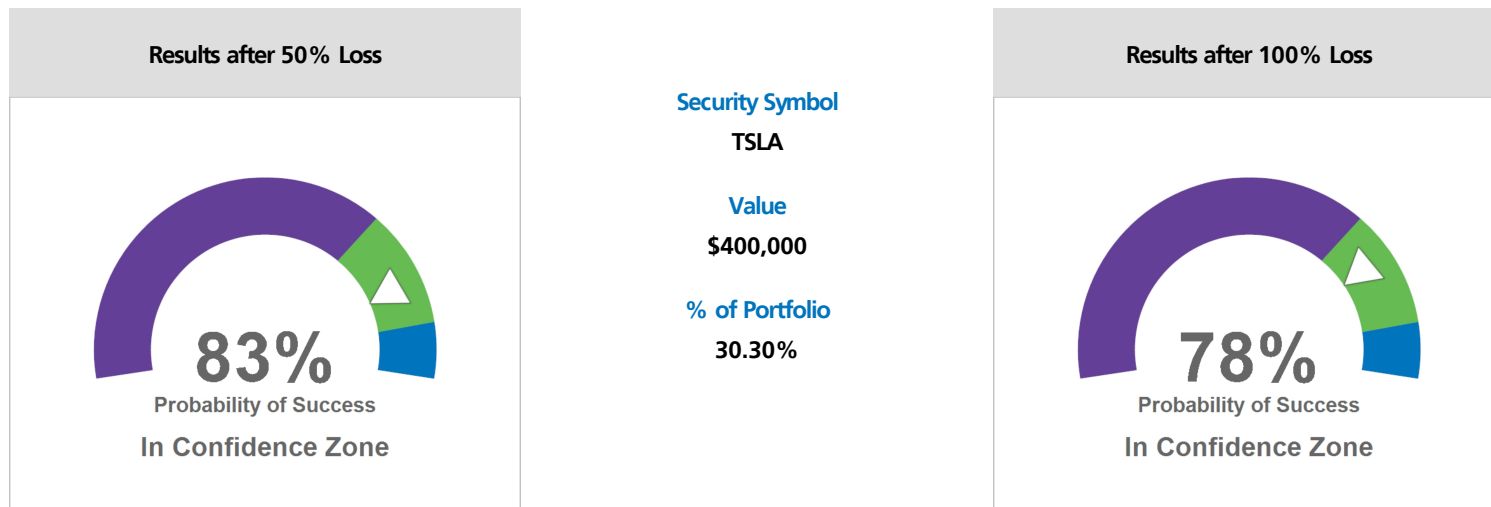 Results after 50% Loss
83%
Probability of Success
In Confidence Zone
Security Symbol
TSLA
Value
$400,000
% of Portfolio
30.30%
Results after 100% Loss
78%
Probability of Success
In Confidence Zone